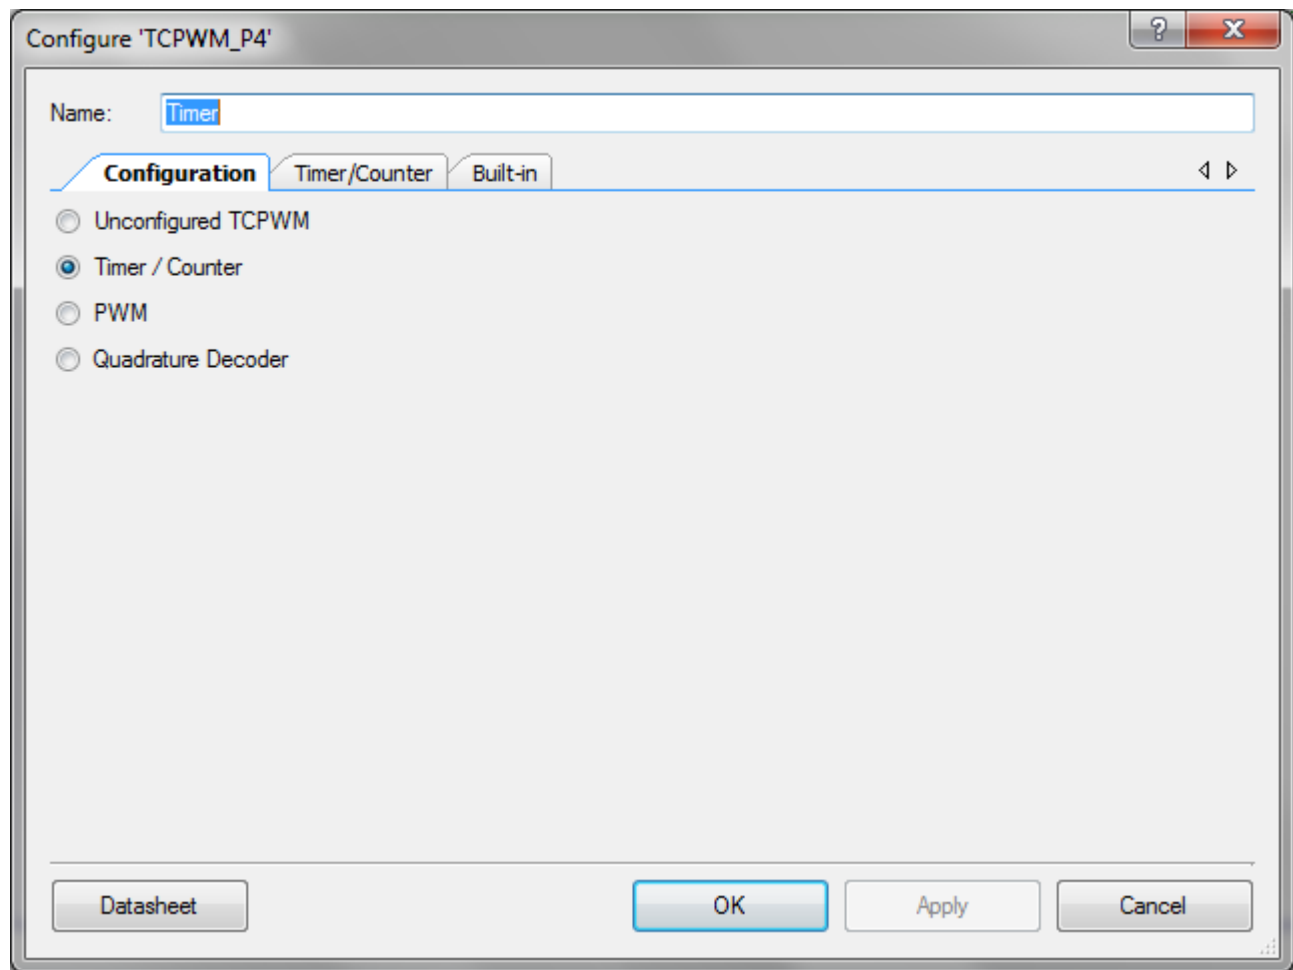 Configure 'TCPWM_P4'
?
Name: Timer
Configuration Timer/Counter Built-in
Unconfigured TCPWM
Timer / Counter
PWM
Quadrature Decoder
Datasheet OK Apply Cancel